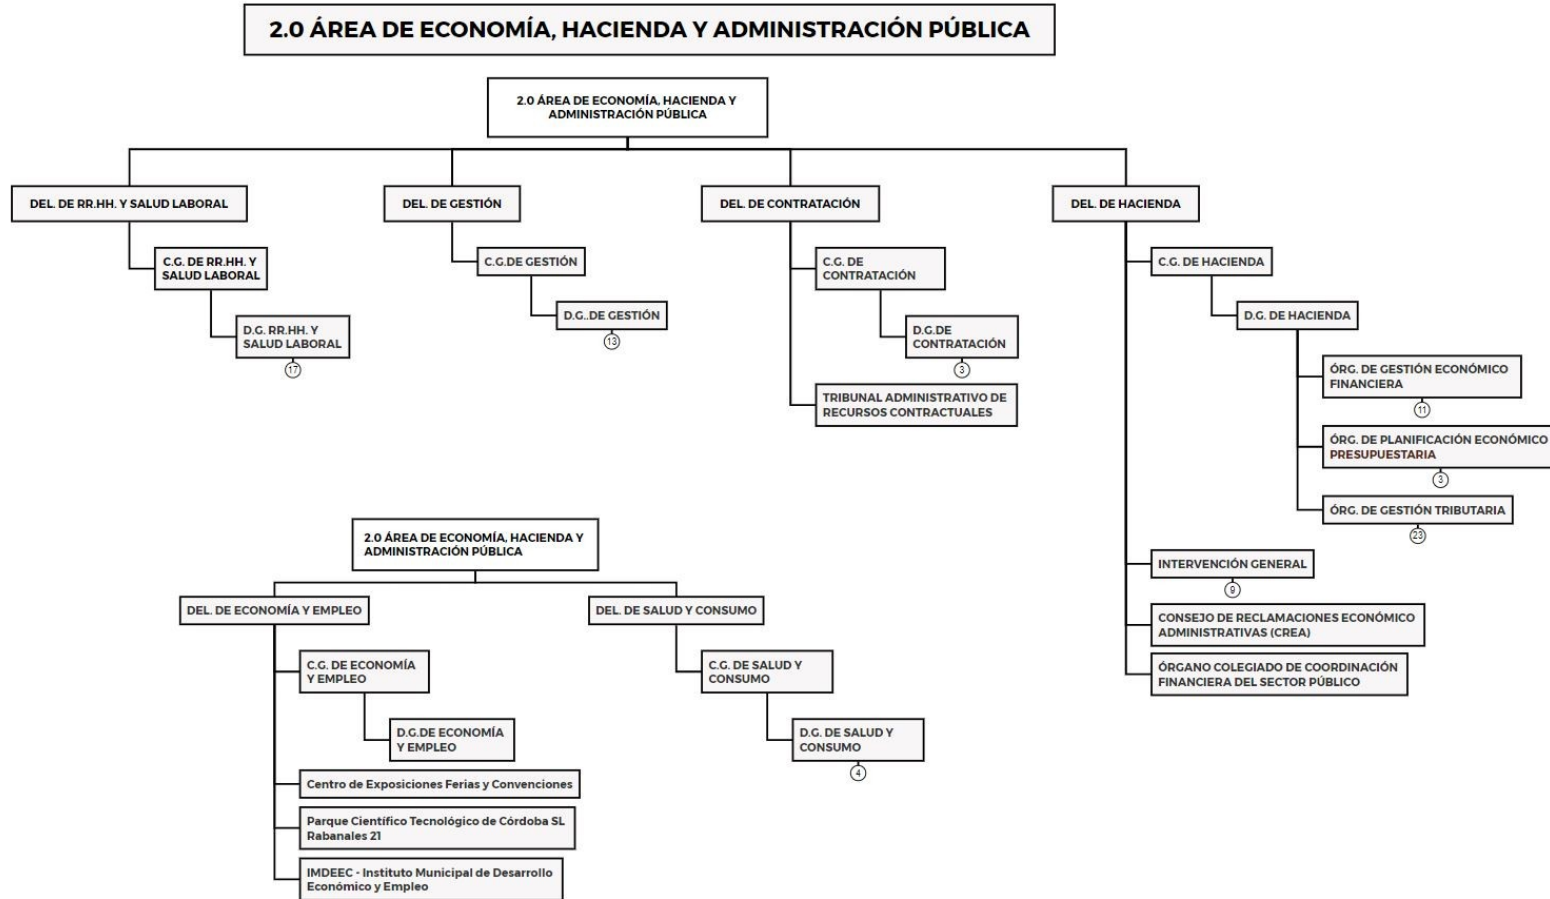 2.0 ÁREA DE ECONOMÍA, HACIENDA Y ADMINISTRACIÓN PÚBLICA
2.0 ÁREA DE ECONOMÍA, HACIENDA Y
ADMINISTRACIÓN PÚBLICA
DEL. DE RR.HH. Y SALUD LABORAL
C.G. DE RR.HH. Y
SALUD LABORAL
D.G. RR.HH. Y
SALUD LABORAL
17
DEL. DE GESTIÓN
C.G.DE GESTIÓN
D.G..DE GESTIÓN
13
DEL. DE CONTRATACIÓN
C.G. DE
CONTRATACIÓN
D.G.DE
CONTRATACIÓN
3
TRIBUNAL ADMINISTRATIVO DE
RECURSOS CONTRACTUALES
DEL. DE HACIENDA
C.G. DE HACIENDA
D.G. DE HACIENDA
ÓRG. DE GESTIÓN ECONÓMICO
FINANCIERA
11
ÓRG. DE PLANIFICACIÓN ECONÓMICO
PRESUPUESTARIA
3
ÓRG. DE GESTIÓN TRIBUTARIA
23
INTERVENCIÓN GENERAL
9
CONSEJO DE RECLAMACIONES ECONÓMICO
ADMINISTRATIVAS (CREA)
ÓRGANO COLEGIADO DE COORDINACIÓN
FINANCIERA DEL SECTOR PÚBLICO
2.0 ÁREA DE ECONOMÍA, HACIENDA Y
ADMINISTRACIÓN PÚBLICA
DEL. DE ECONOMÍA Y EMPLEO
C.G. DE ECONOMÍA
Y EMPLEO
D.G.DE ECONOMÍA
Y EMPLEO
Centro de Exposiciones Ferias y Convenciones
Parque Científico Tecnológico de Córdoba SL
Rabanales 21
IMDEEC - Instituto Municipal de Desarrollo
Económico y Empleo
DEL. DE SALUD Y CONSUMO
C.G. DE SALUD Y
CONSUMO
D.G. DE SALUD Y
CONSUMO
4